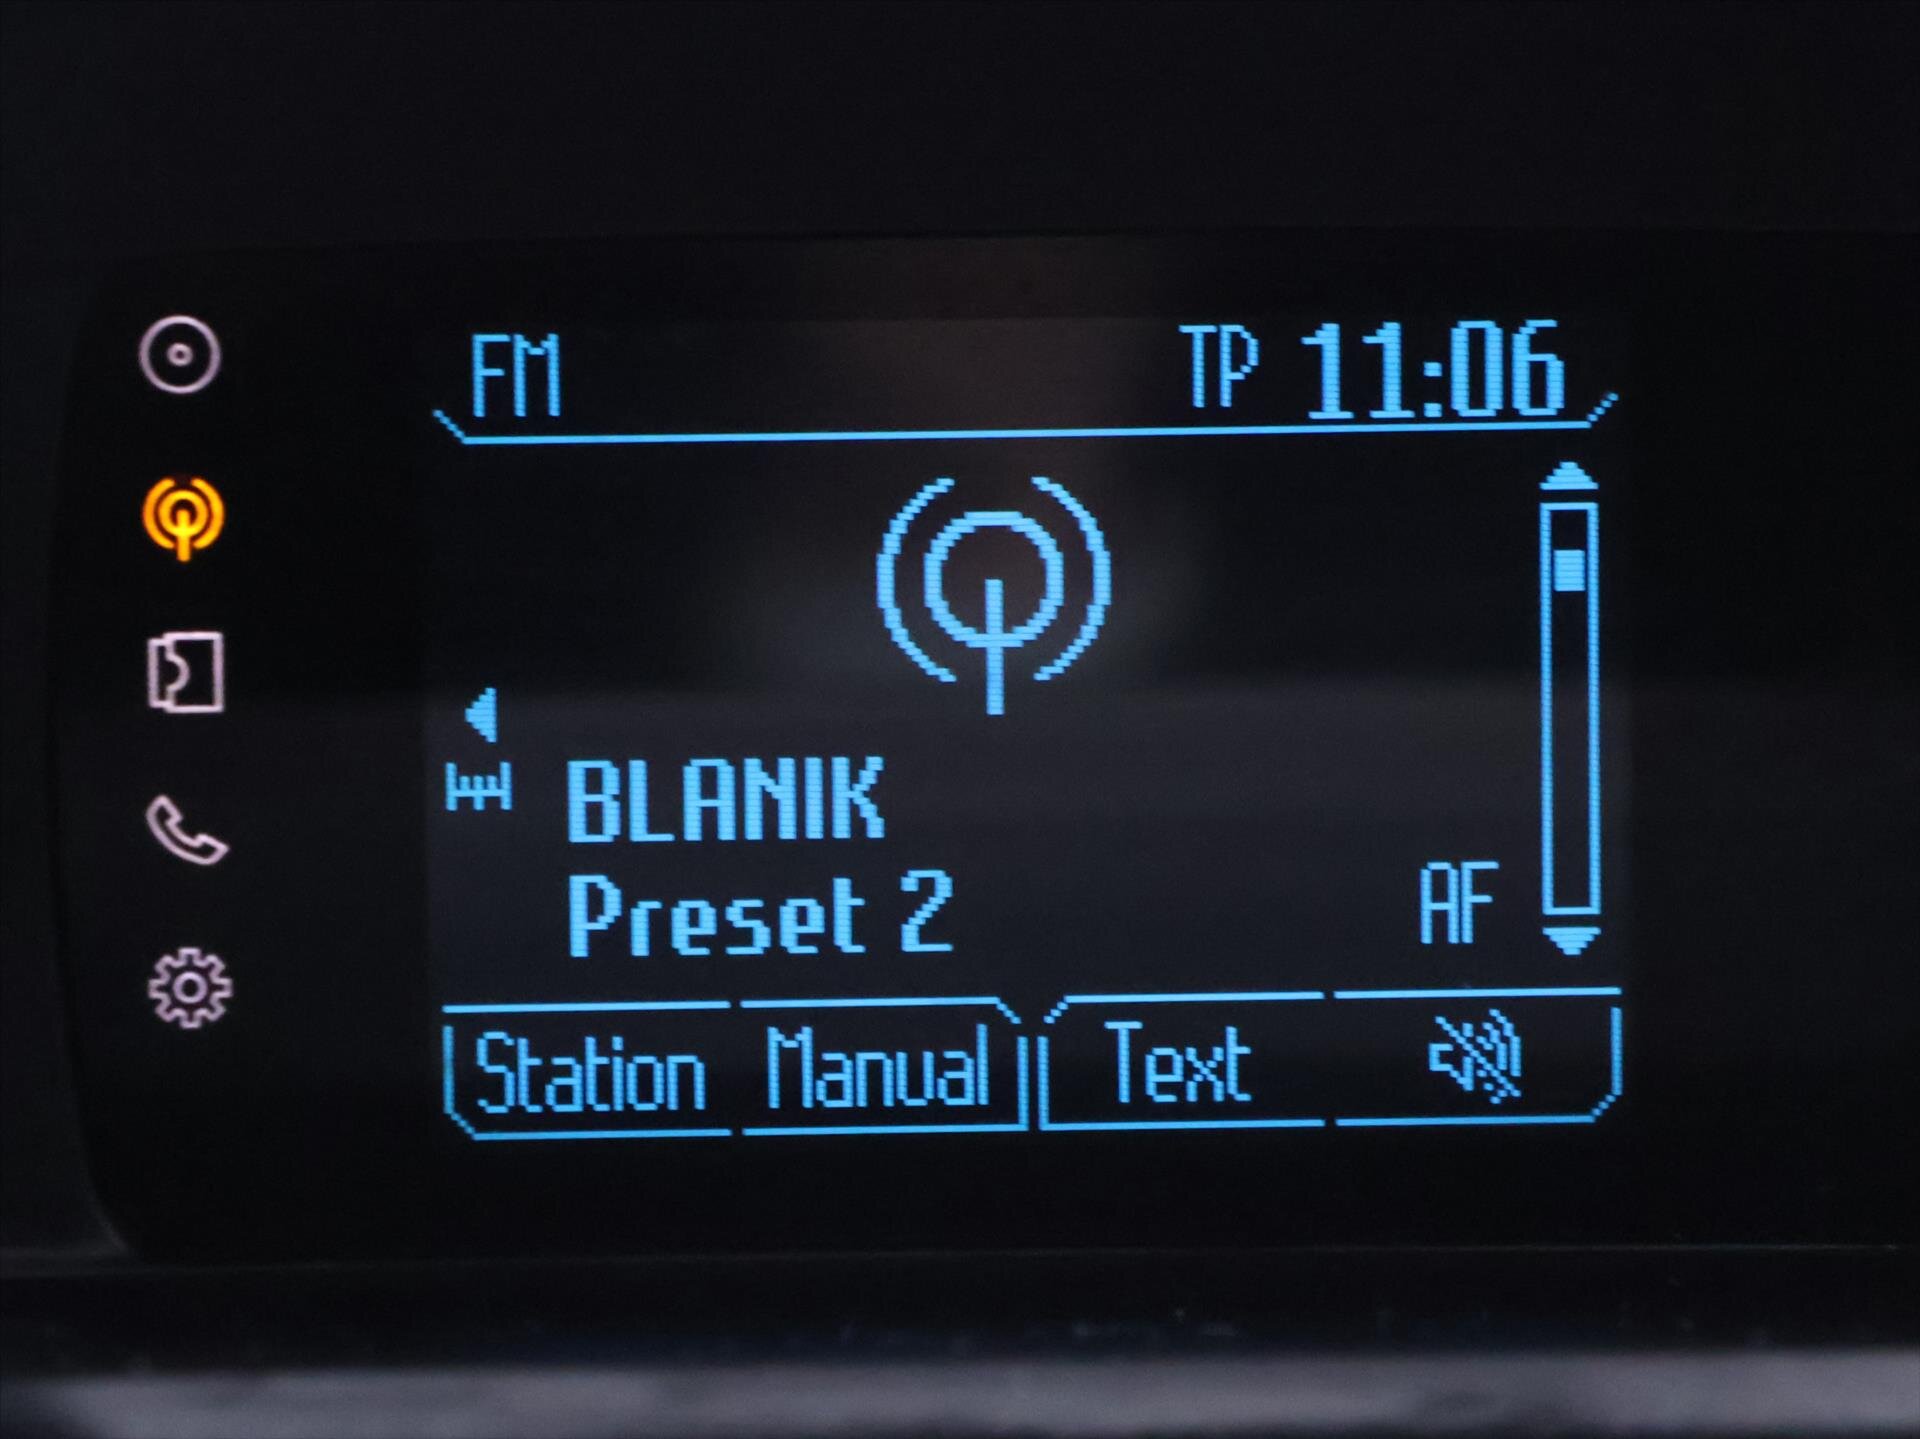 FM TP 11:06
BLANIK
Preset 2 AF
Station Manual Text